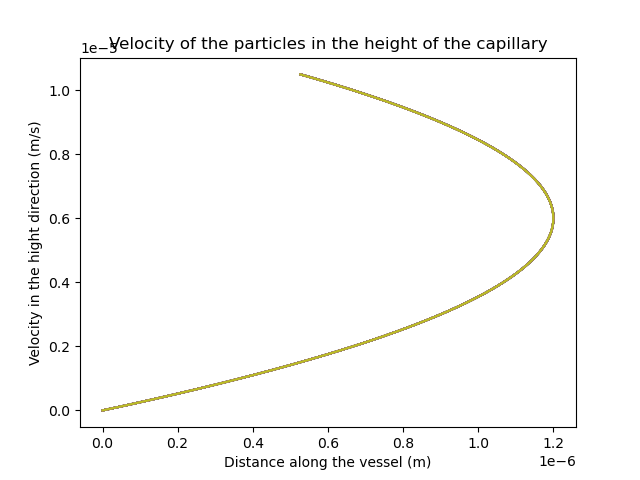 Velocity of the particles in the height of the capillary
1e−5
1.0
0.8
0.6
0.4
0.2
0.0
Velocity in the hight direction (m/s)
0.0 0.2 0.4 0.6 0.8 1.0 1.2
1e−6
Distance along the vessel (m)